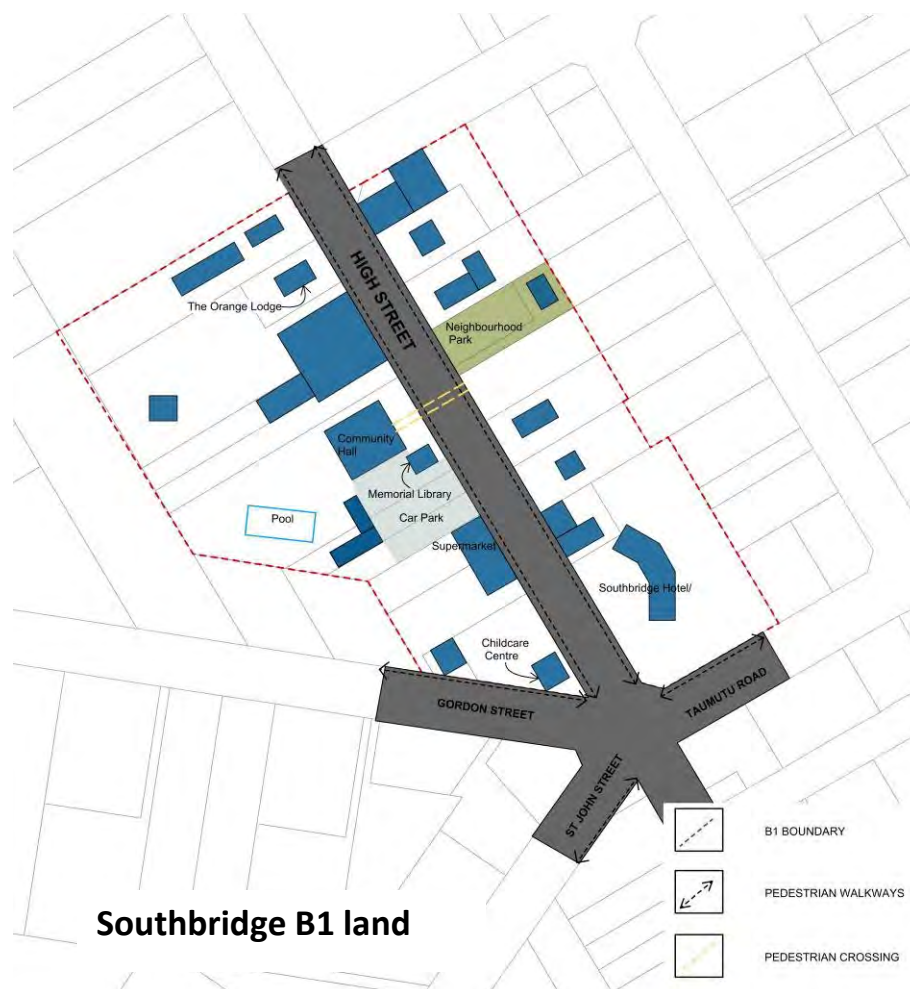 HIGH STREET
The Orange Lodge
Neighbourhood
Park
Community
Hall
Memorial Library
Pool
Car Park
Supermarket
Southbridge Hotel/
Childcare
Centre
GORDON STREET
TAUMUTU ROAD
ST JOHN STREET
B1 BOUNDARY
PEDESTRIAN WALKWAYS
PEDESTRIAN CROSSING
Southbridge B1 land